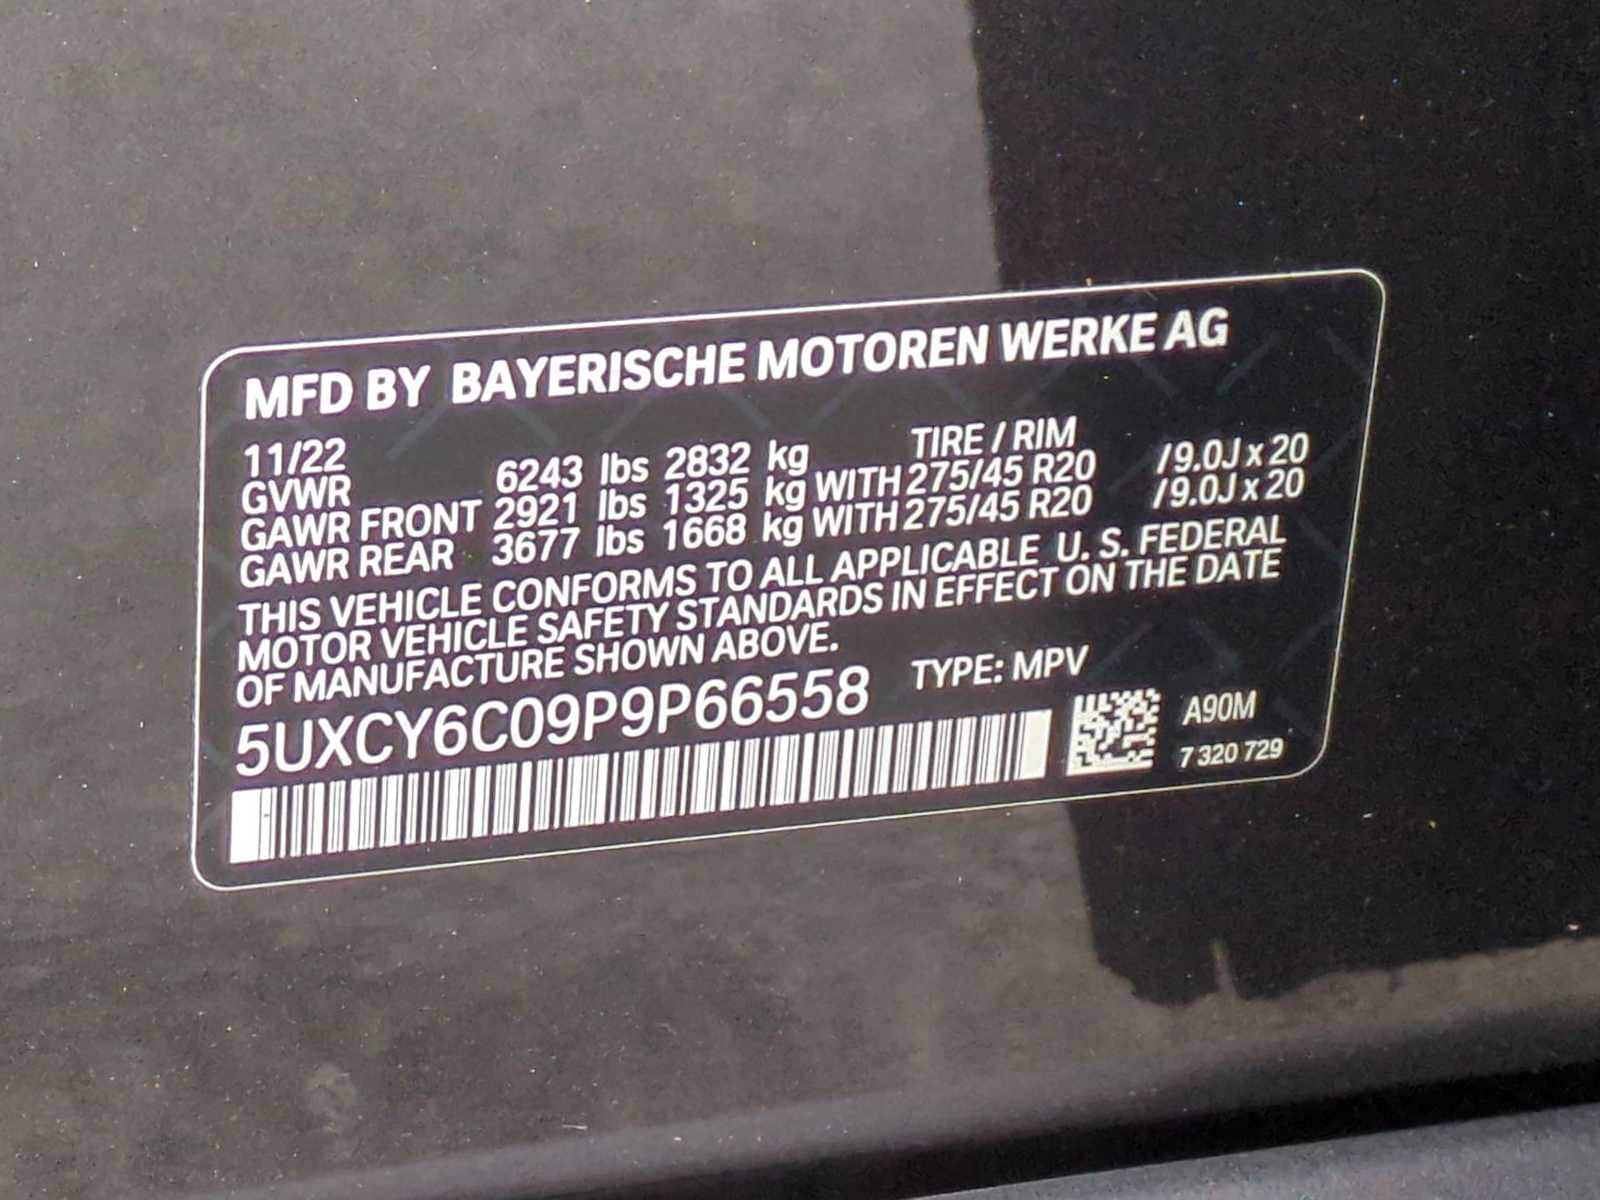 MFD BY BAYERISCHE MOTOREN WERKE AG
11/22 TIRE / RIM
GVWR 6243 lbs 2832 kg
GAWR FRONT 2921 lbs 1325 kg WITH 275/45 R20 /9.0J x 20
GAWR REAR 3677 lbs 1668 kg WITH 275/45 R20 /9.0J x 20
THIS VEHICLE CONFORMS TO ALL APPLICABLE U. S. FEDERAL
MOTOR VEHICLE SAFETY STANDARDS IN EFFECT ON THE DATE
OF MANUFACTURE SHOWN ABOVE.
5UXCY6C09P9P66558 TYPE: MPV
A90M
7 320 729